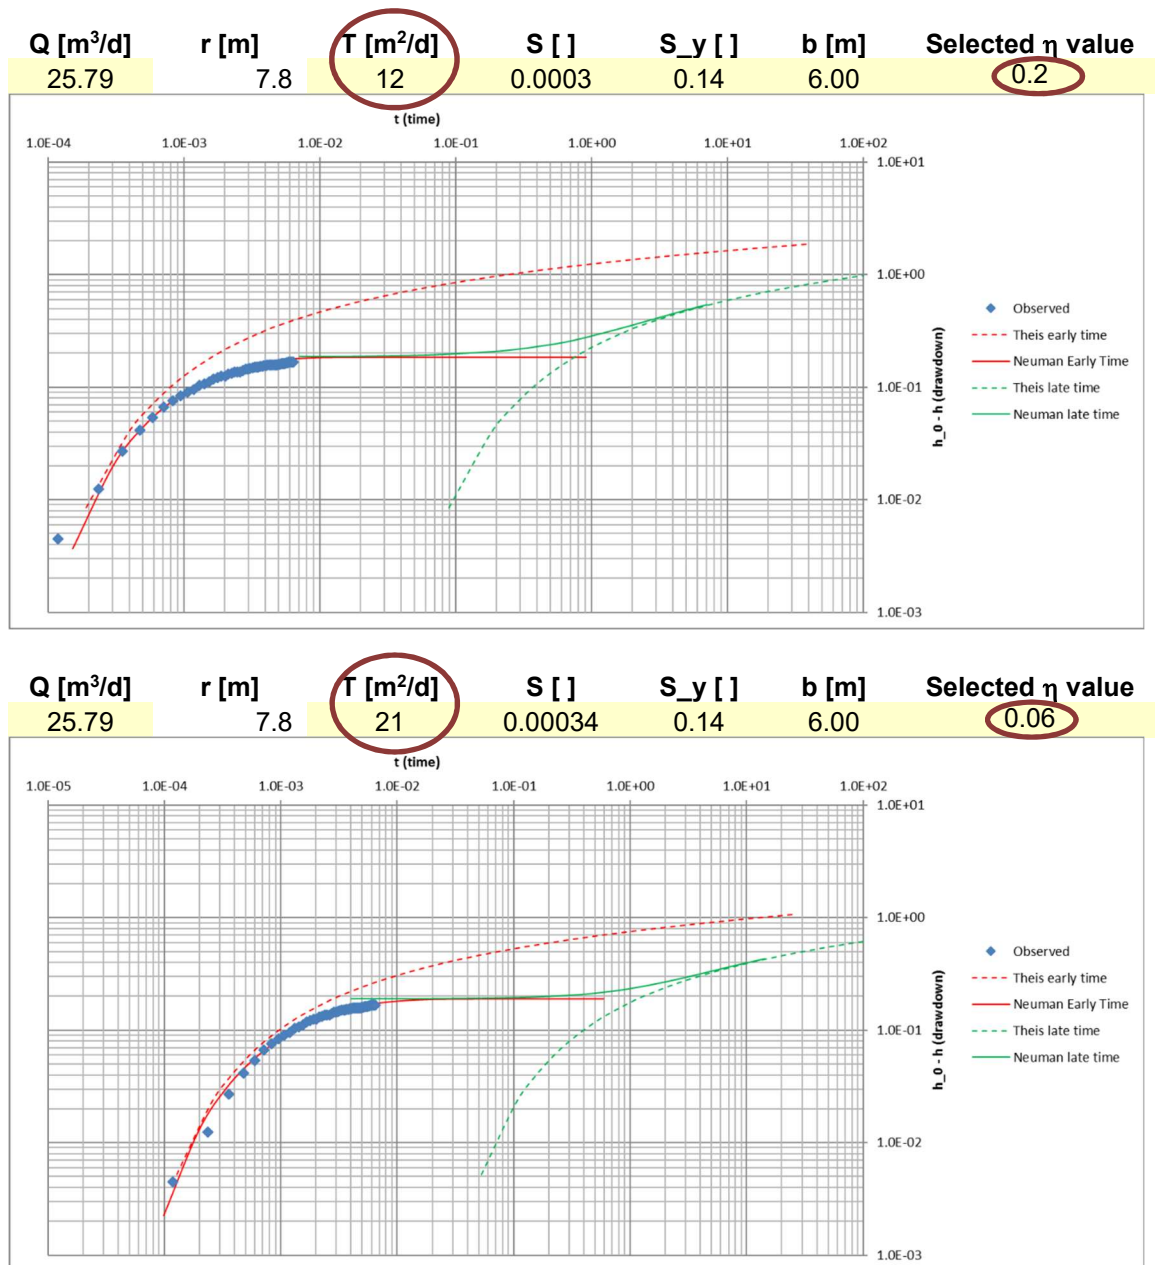 Q [m³/d] r [m] T [m²/d] S [ ] S_y [ ] b [m] Selected η value
25.79 7.8 12 0.0003 0.14 6.00 0.2
t (time)
1.0E-04 1.0E-03 1.0E-02 1.0E-01 1.0E+00 1.0E+01 1.0E+02
1.0E+01
1.0E+00
1.0E-01
1.0E-02
1.0E-03
h_0 - h (drawdown)
Observed
Theis early time
Neuman Early Time
Theis late time
Neuman late time
Q [m³/d] r [m] T [m²/d] S [ ] S_y [ ] b [m] Selected η value
25.79 7.8 21 0.00034 0.14 6.00 0.06
t (time)
1.0E-05 1.0E-04 1.0E-03 1.0E-02 1.0E-01 1.0E+00 1.0E+01 1.0E+02
1.0E+01
1.0E+00
1.0E-01
1.0E-02
1.0E-03
h_0 - h (drawdown)
Observed
Theis early time
Neuman Early Time
Theis late time
Neuman late time